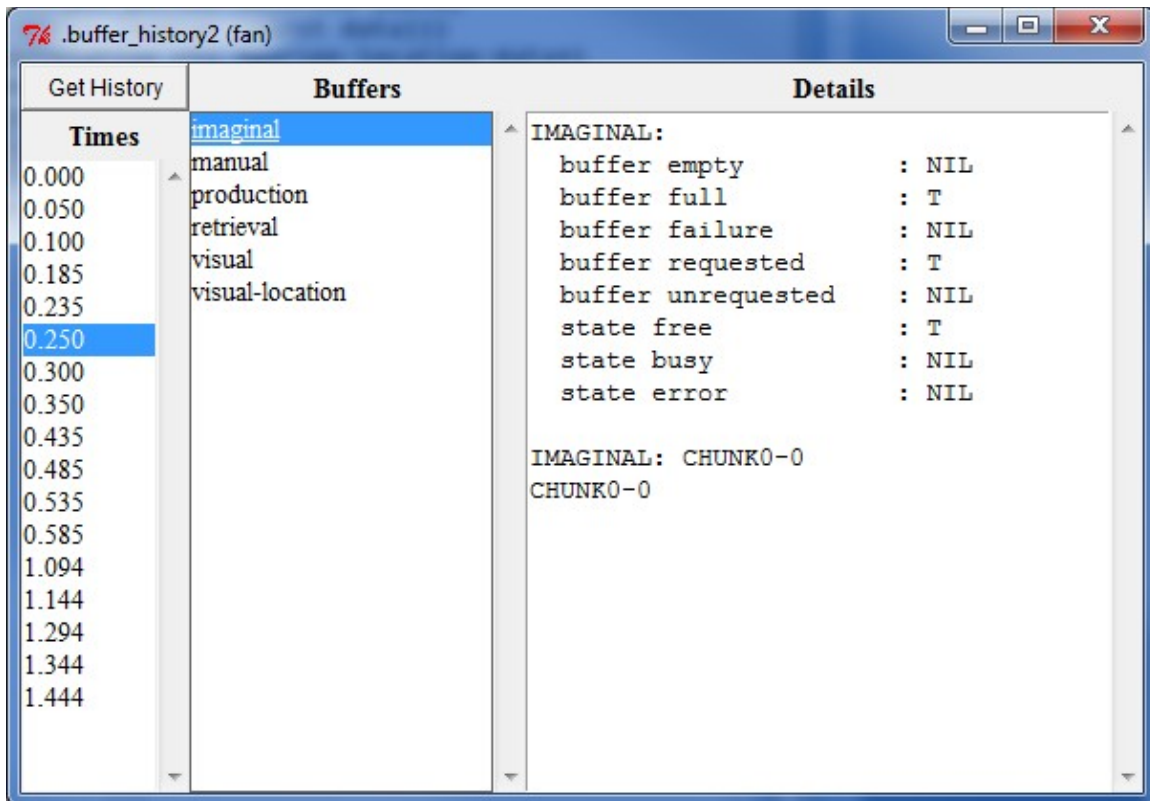 .buffer_history2 (fan)
Get History
Buffers
Details
Times
0.000
0.050
0.100
0.185
0.235
0.250
0.300
0.350
0.435
0.485
0.535
0.585
1.094
1.144
1.294
1.344
1.444
imaginal
manual
production
retrieval
visual
visual-location
IMAGINAL:
buffer empty : NIL
buffer full : T
buffer failure : NIL
buffer requested : T
buffer unrequested : NIL
state free : T
state busy : NIL
state error : NIL
IMAGINAL: CHUNK0-0
CHUNK0-0